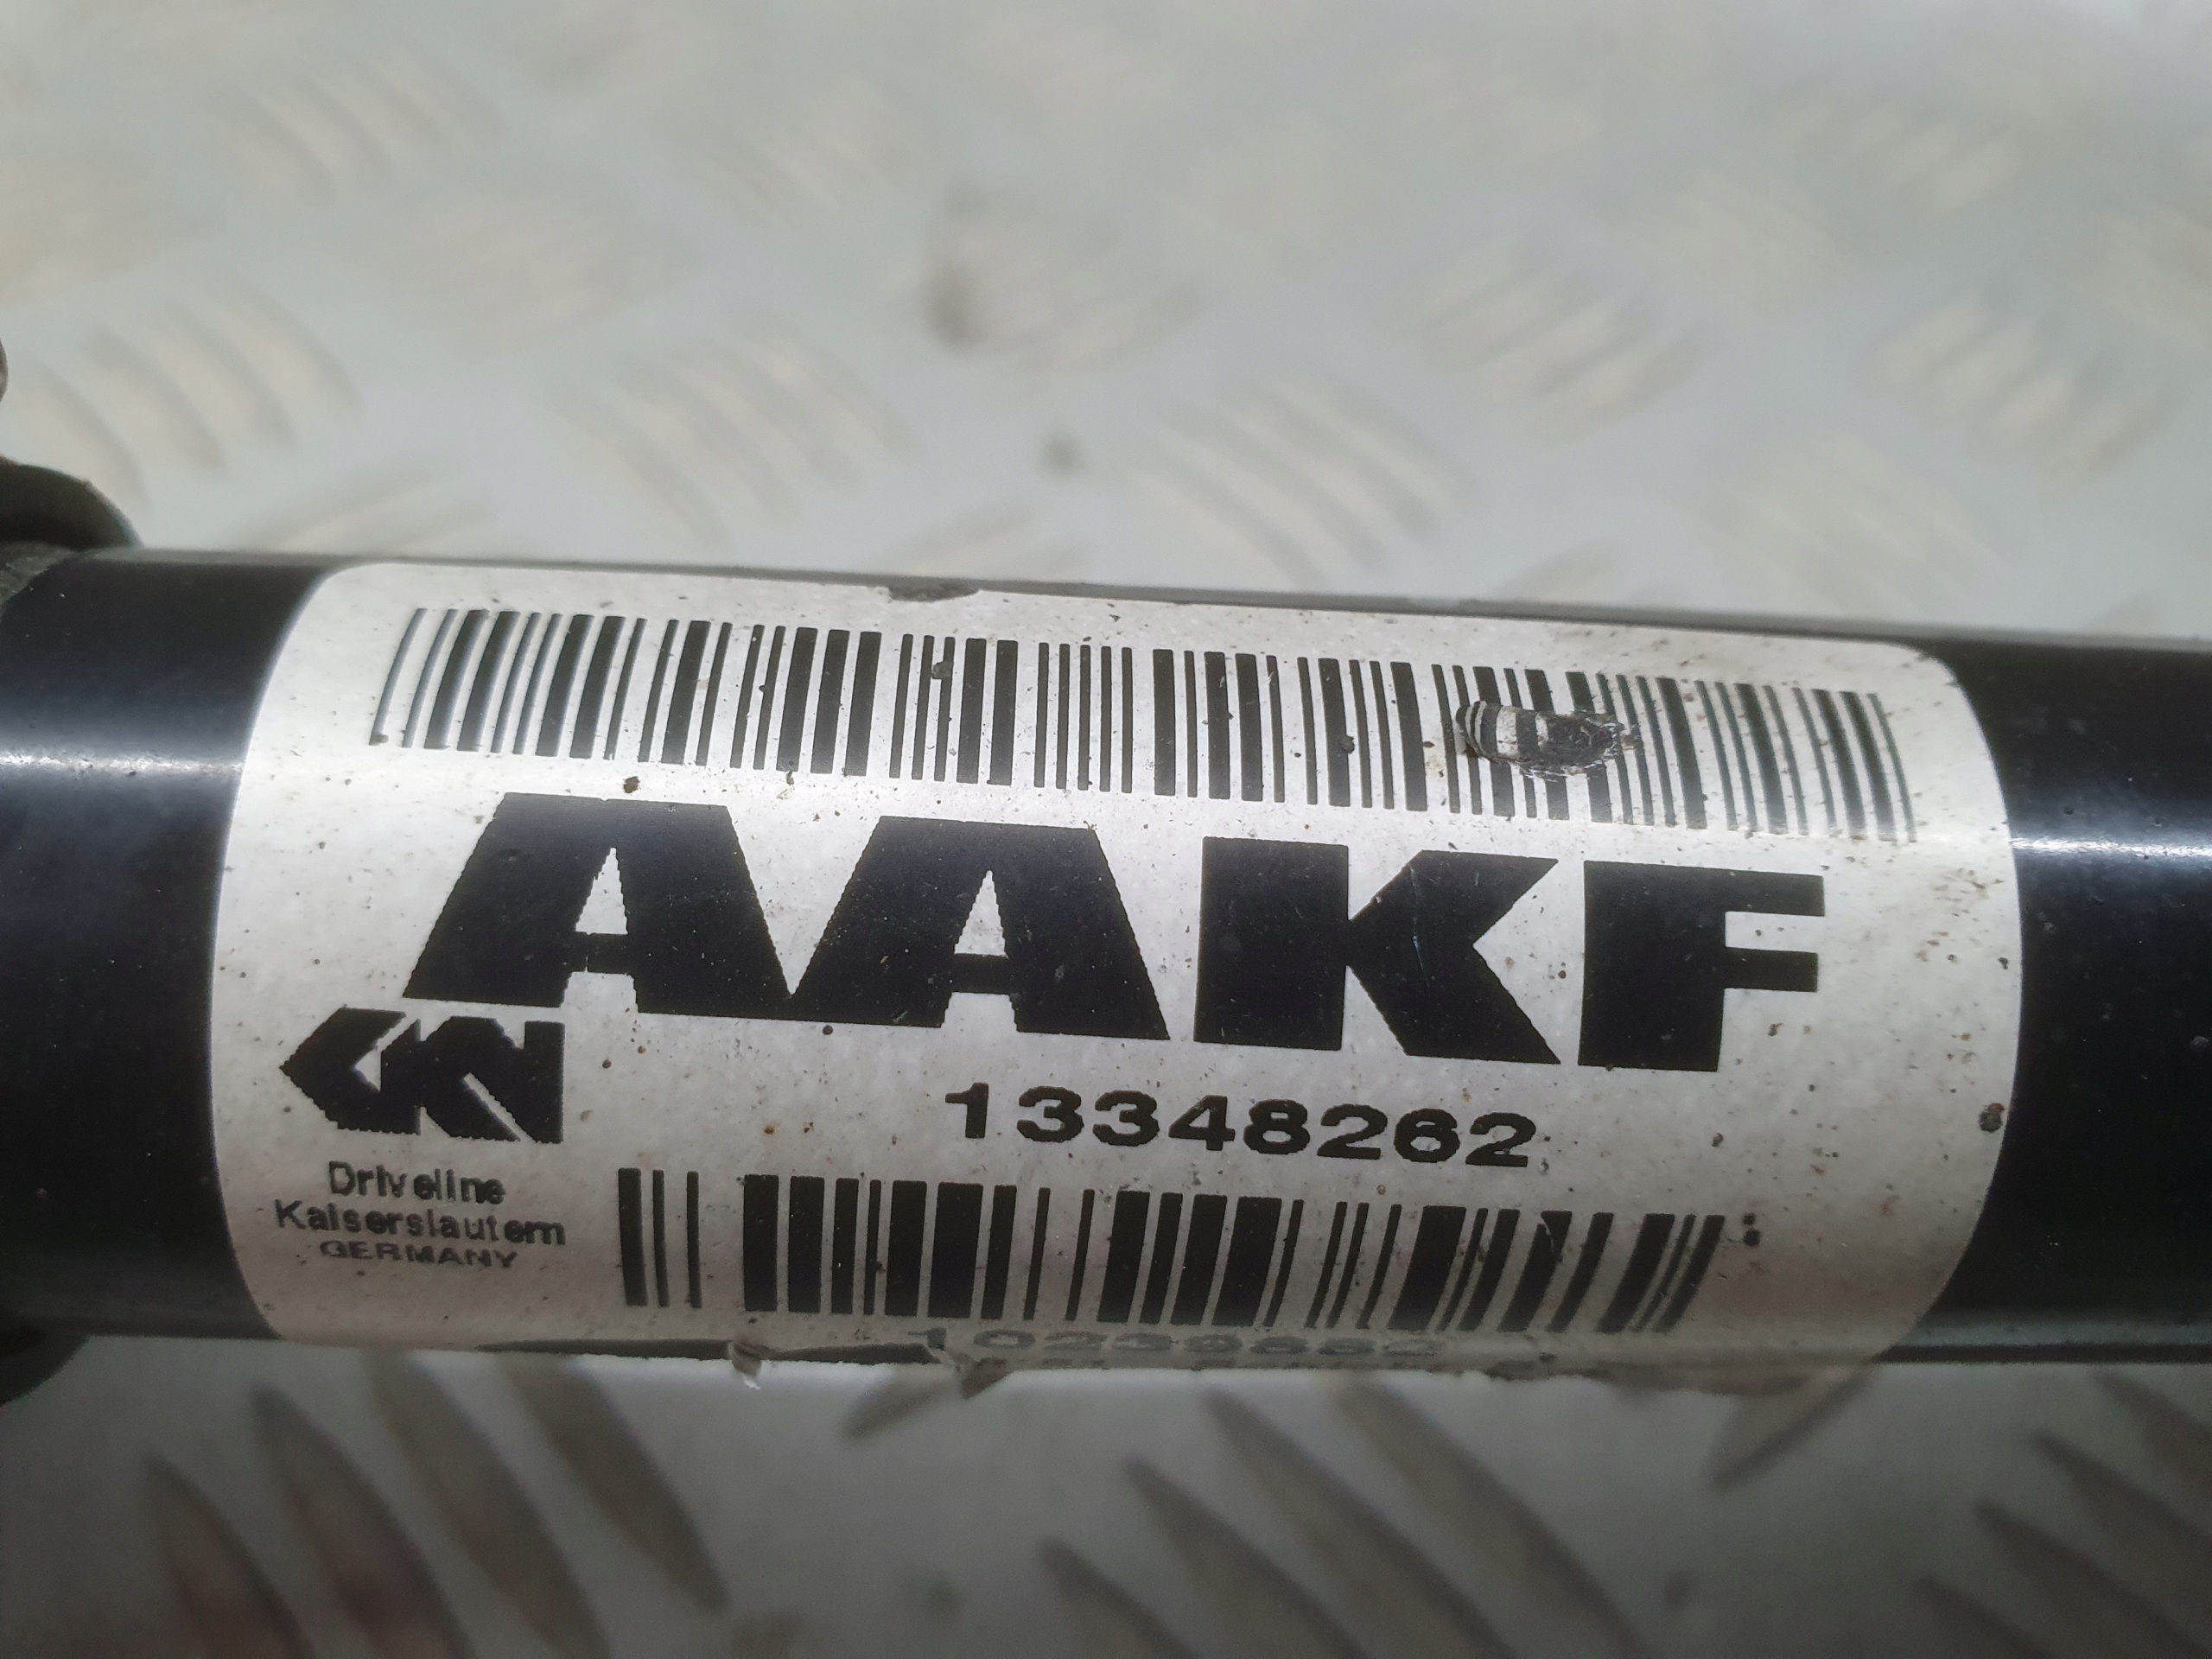 AAKF
GKN
13348262
Driveline
Kaiserslautern
GERMANY